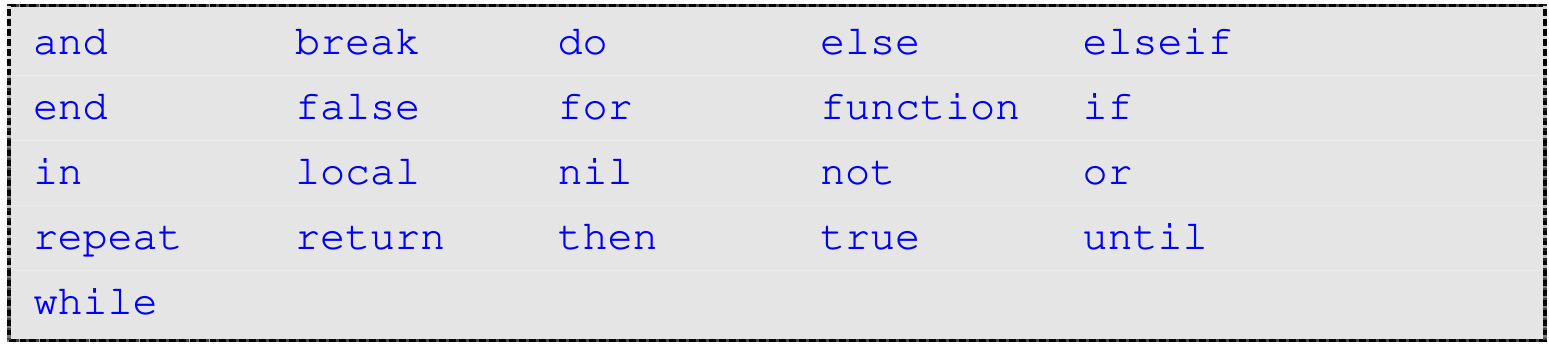 and break do else elseif
end false for function if
in local nil not or
repeat return then true until
while